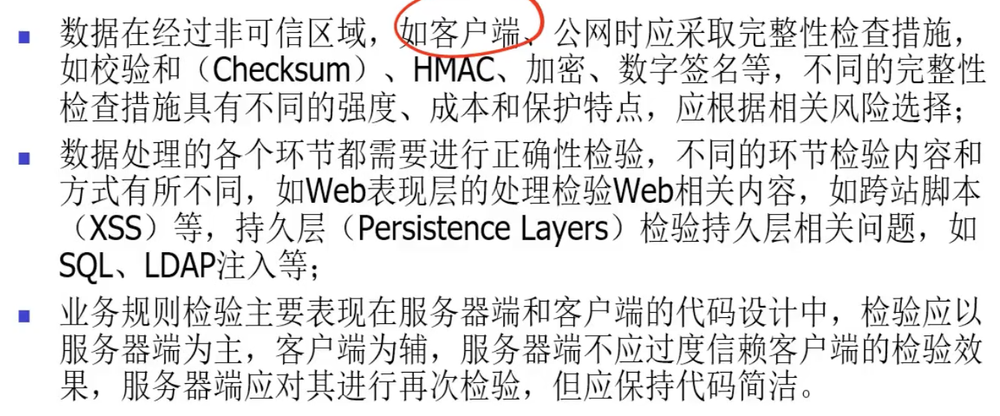 ■ 数据在经过非可信区域，如客户端、公网时应采取完整性检查措施，
如校验和（Checksum）、HMAC、加密、数字签名等，不同的完整性
检查措施具有不同的强度、成本和保护特点，应根据相关风险选择；
■ 数据处理的各个环节都需要进行正确性检验，不同的环节检验内容和
方式有所不同，如Web表现层的处理检验Web相关内容，如跨站脚本
（XSS）等，持久层（Persistence Layers）检验持久层相关问题，如
SQL、LDAP注入等；
■ 业务规则检验主要表现在服务器端和客户端的代码设计中，检验应以
服务器端为主，客户端为辅，服务器端不应过度信赖客户端的检验效
果，服务器端应对其进行再次检验，但应保持代码简洁。